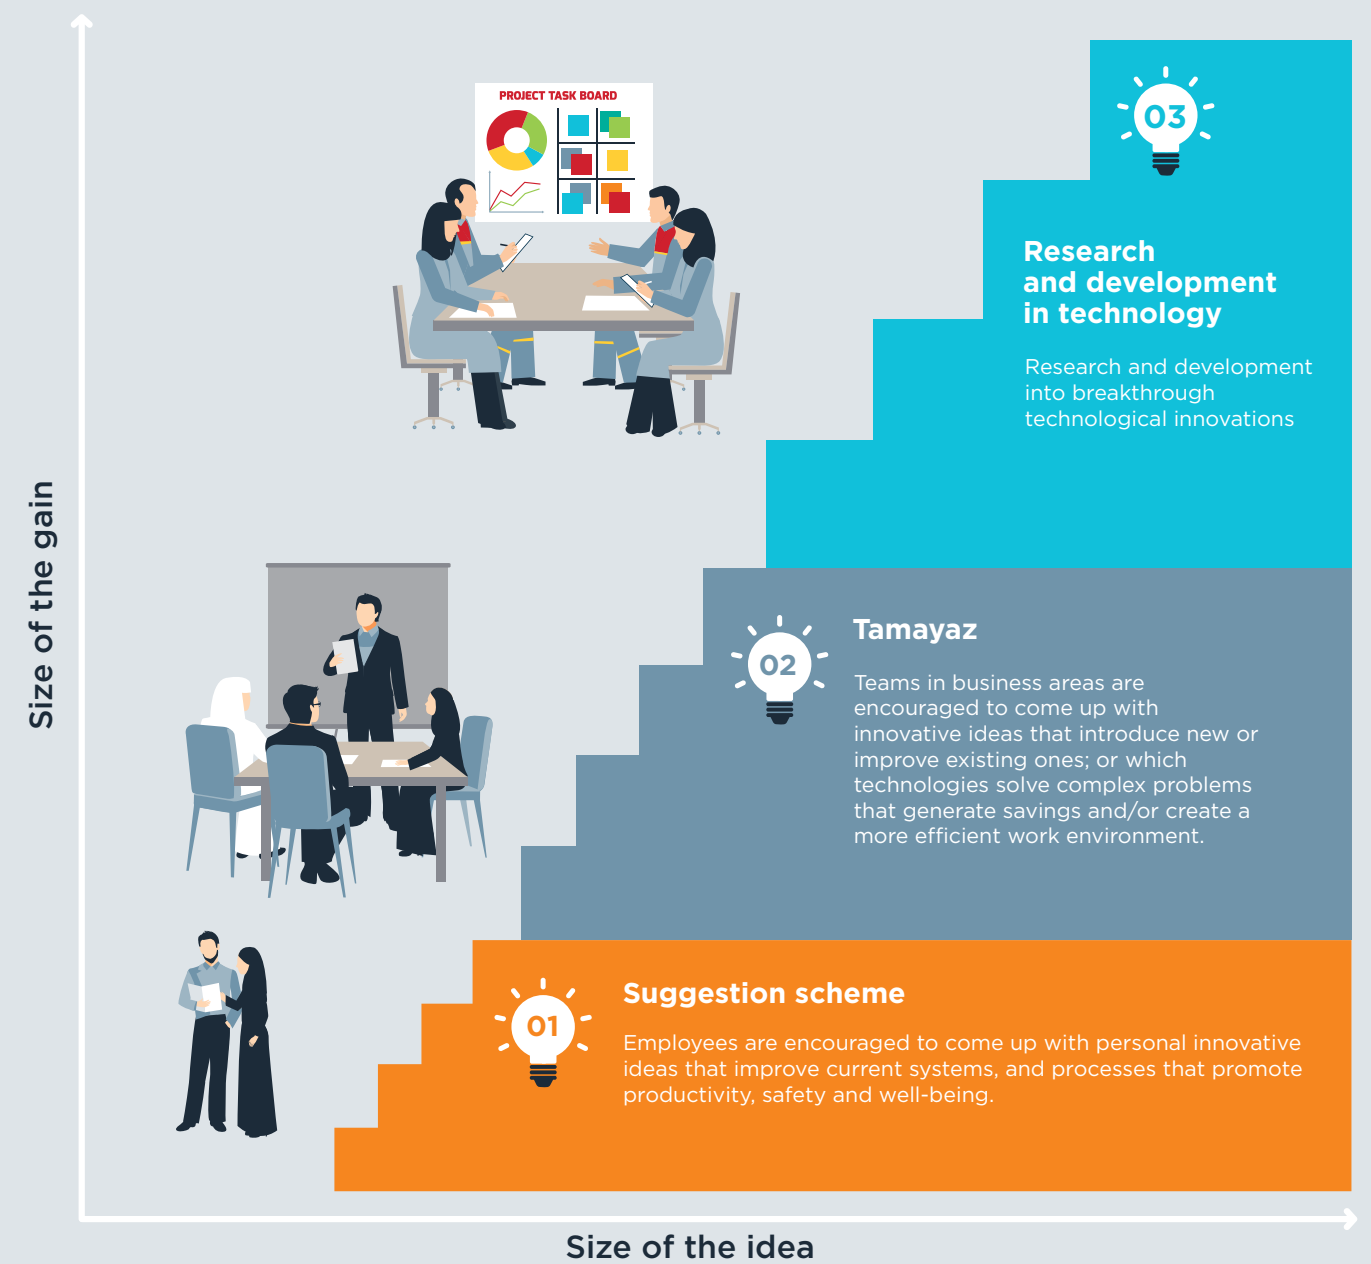 PROJECT TASK BOARD
03
Research
and development
in technology
Research and development
into breakthrough
technological innovations
Size of the gain
02
Tamayaz
Teams in business areas are
encouraged to come up with
innovative ideas that introduce new or
improve existing ones; or which
technologies solve complex problems
that generate savings and/or create a
more efficient work environment.
01
Suggestion scheme
Employees are encouraged to come up with personal innovative
ideas that improve current systems, and processes that promote
productivity, safety and well-being.
Size of the idea